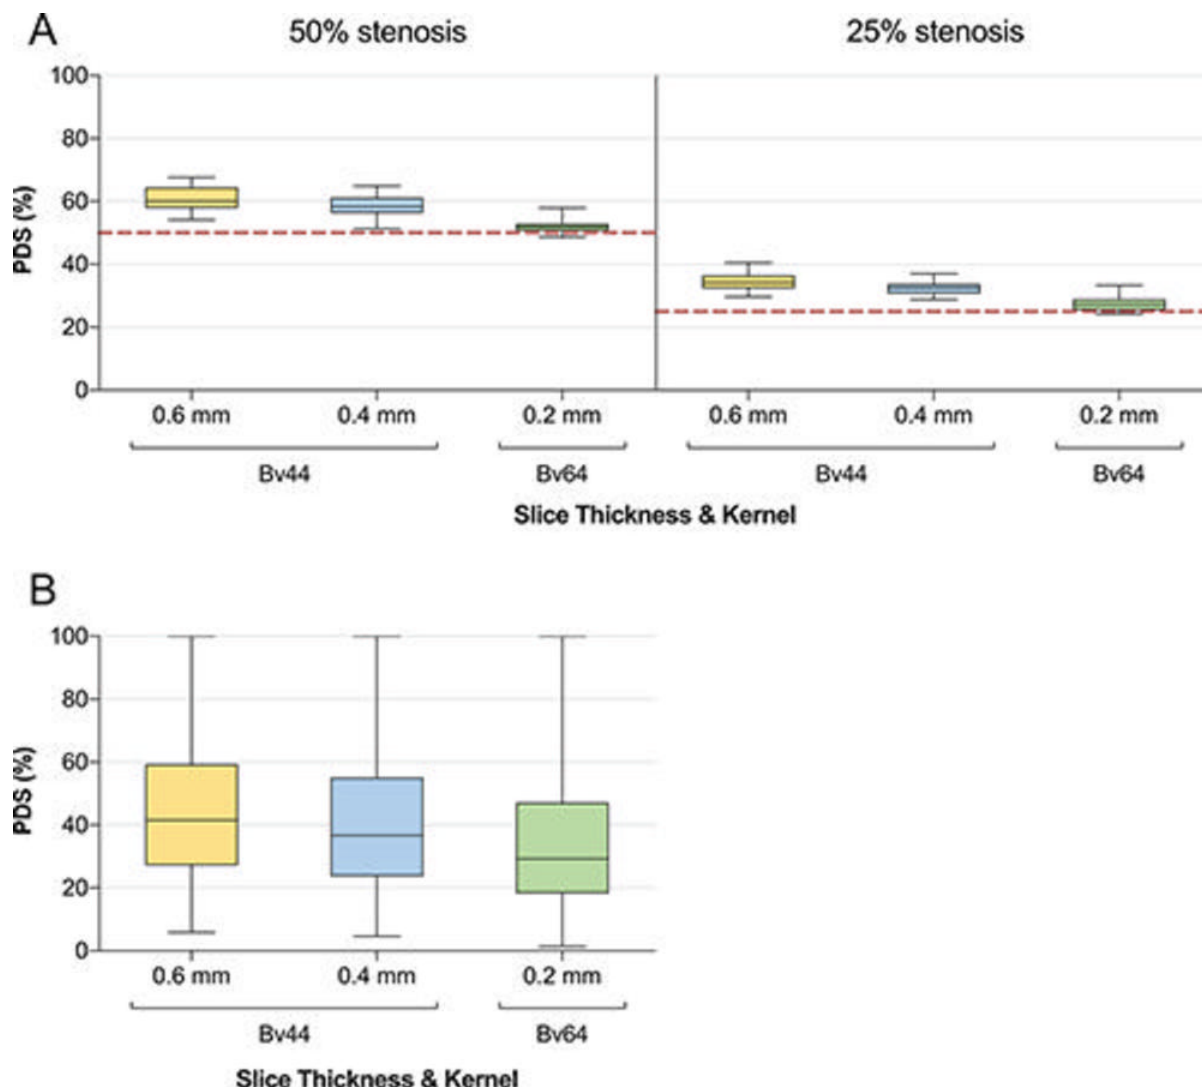 A
50% stenosis 25% stenosis
100
80
60
40
20
0
PDS (%)
0.6 mm 0.4 mm 0.2 mm 0.6 mm 0.4 mm 0.2 mm
Bv44 Bv64 Bv44 Bv64
Slice Thickness & Kernel
B
100
80
60
40
20
0
PDS (%)
0.6 mm 0.4 mm 0.2 mm
Bv44 Bv64
Slice Thickness & Kernel